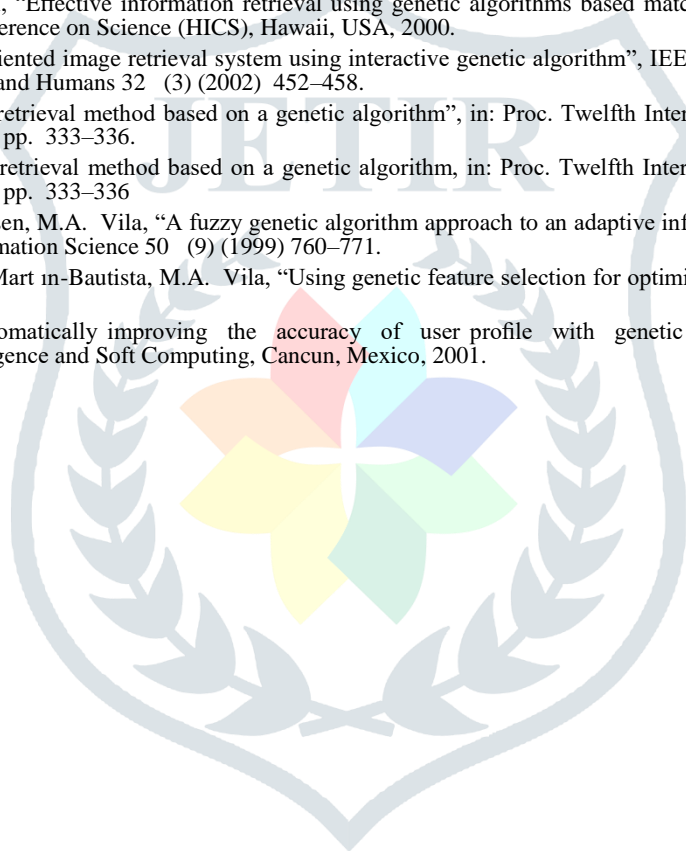 “Effective information retrieval using genetic algorithms based
erence on Science (HICS), Hawaii, USA, 2000.
iented image retrieval system using interactive genetic algorithm”, IEE
and Humans 32 (3) (2002) 452–458.
JETIR
retrieval method based on a genetic algorithm”, in: Proc. Twelfth Inter
pp. 333–336.
retrieval method based on a genetic algorithm, in: Proc. Twelfth Inter
pp. 333–336
sen, M.A. Vila, “A fuzzy genetic algorithm approach to an adaptive inf
mation Science 50 (9) (1999) 760–771.
Mart ın-Bautista, M.A. Vila, “Using genetic feature selection for optimi
omatically improving the accuracy of user profile with genetic
gence and Soft Computing, Cancun, Mexico, 2001.